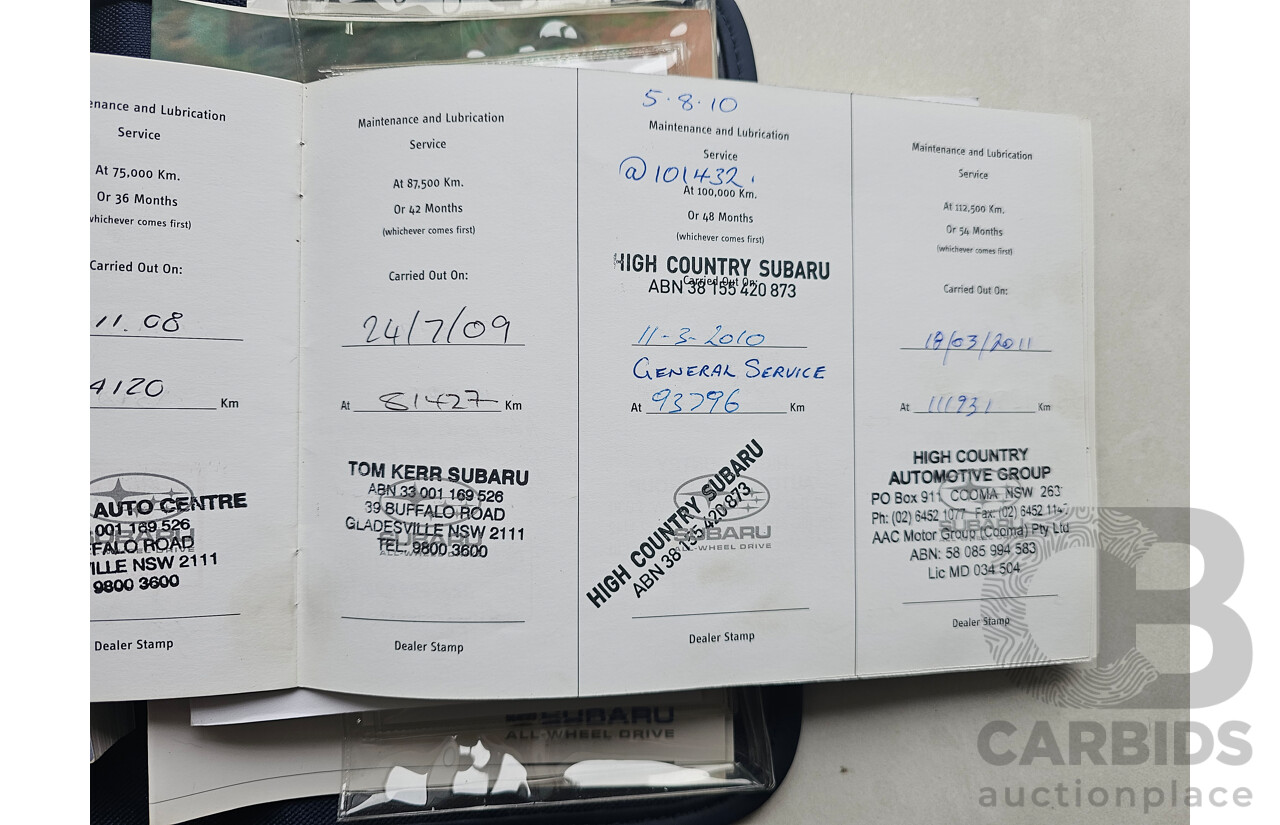 Maintenance and Lubrication
Service
At 75,000 Km.
Or 36 Months
(whichever comes first)
Carried Out On:
11.08
4120 Km
AUTO CENTRE
001 169 526
FFALO ROAD
ILLE NSW 2111
9800 3600
Dealer Stamp
Maintenance and Lubrication
Service
At 87,500 Km.
Or 42 Months
(whichever comes first)
Carried Out On:
24/7/09
At 81427 Km
TOM KERR SUBARU
ABN 33 001 169 526
39 BUFFALO ROAD
GLADESVILLE NSW 2111
TEL: 9800 3600
Dealer Stamp
5.8.10
Maintenance and Lubrication
Service
@101432.
At 100,000 Km.
Or 48 Months
(whichever comes first)
HIGH COUNTRY SUBARU
Carried Out On:
ABN 38 155 420 873
11-3-2010
GENERAL SERVICE
At 93796 Km
HIGH COUNTRY SUBARU
ABN 38 155 420 873
SUBARU
ALL-WHEEL DRIVE
Dealer Stamp
Maintenance and Lubrication
Service
At 112,500 Km.
Or 54 Months
(whichever comes first)
Carried Out On:
18/03/2011
At 111931 Km
HIGH COUNTRY
AUTOMOTIVE GROUP
PO Box 911 COOMA NSW 263
Ph: (02) 6452 1077 Fax: (02) 6452 114
AAC Motor Group (Cooma) Pty Ltd
ABN: 58 085 994 583
Lic MD 034 504
Dealer Stamp
SUBARU
ALL-WHEEL DRIVE
CARBIDS
auctionplace